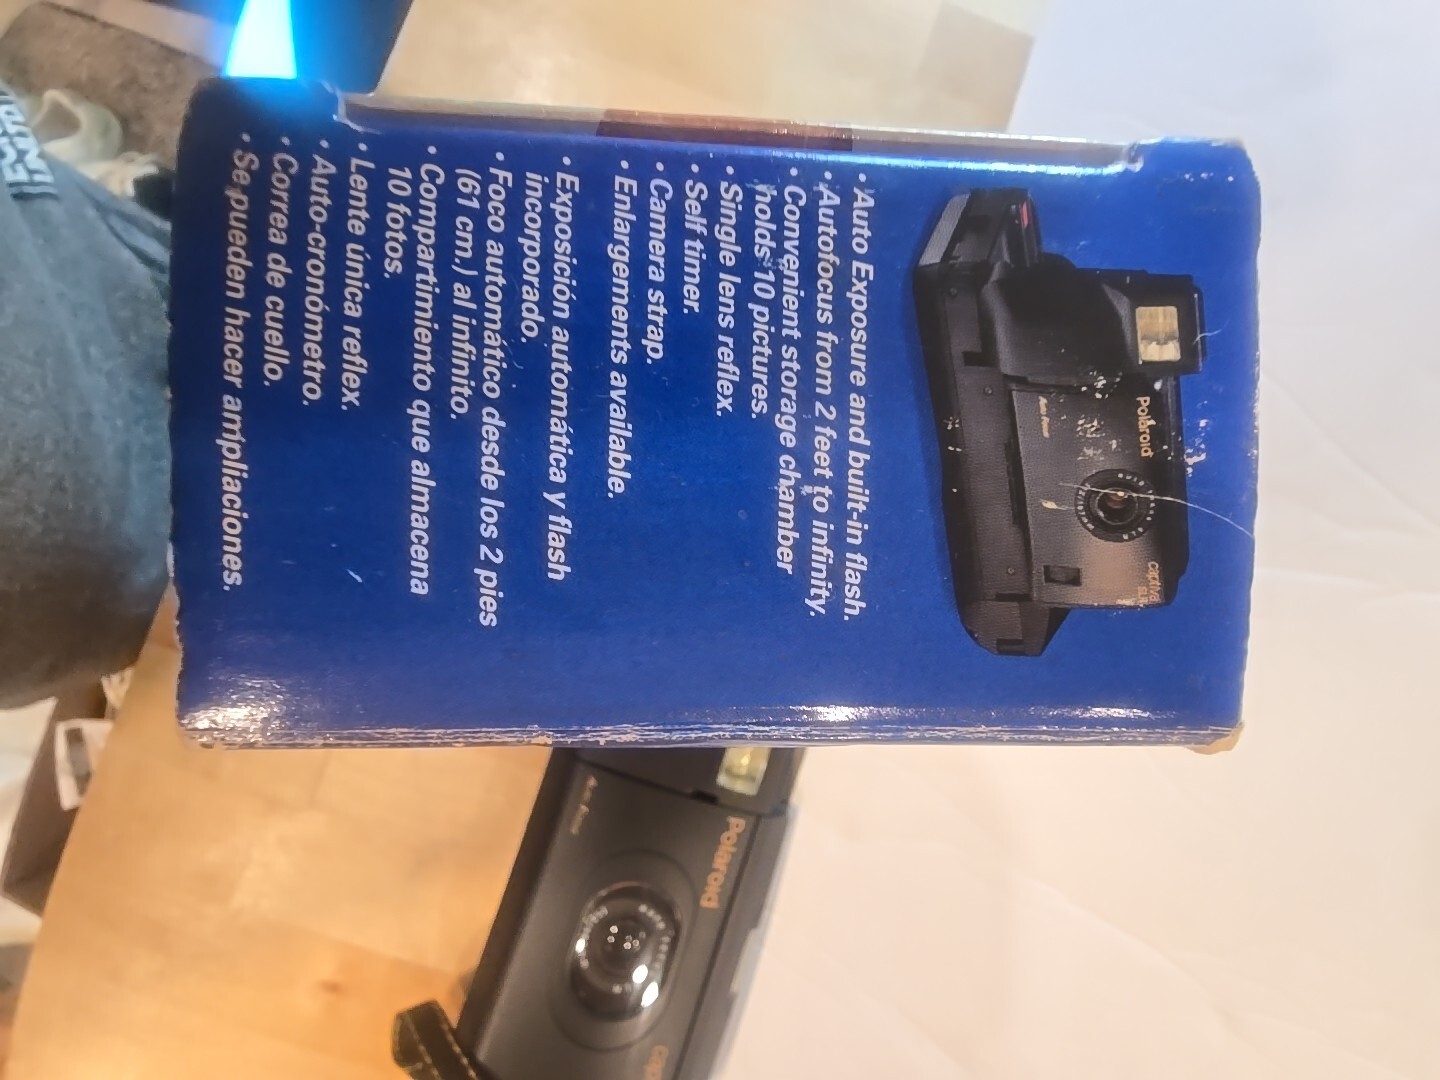 Polaroid
Auto Focus
captiva
SLR
• Auto Exposure and built-in flash.
• Autofocus from 2 feet to infinity.
• Convenient storage chamber
holds 10 pictures.
• Single lens reflex.
• Self timer.
• Camera strap.
• Enlargements available.
• Exposición automática y flash
incorporado.
• Foco automático desde los 2 pies
(61 cm.) al infinito.
• Compartimiento que almacena
10 fotos.
• Lente única reflex.
• Auto-cronómetro.
• Correa de cuello.
• Se pueden hacer ampliaciones.
Polaroid
Auto Focus